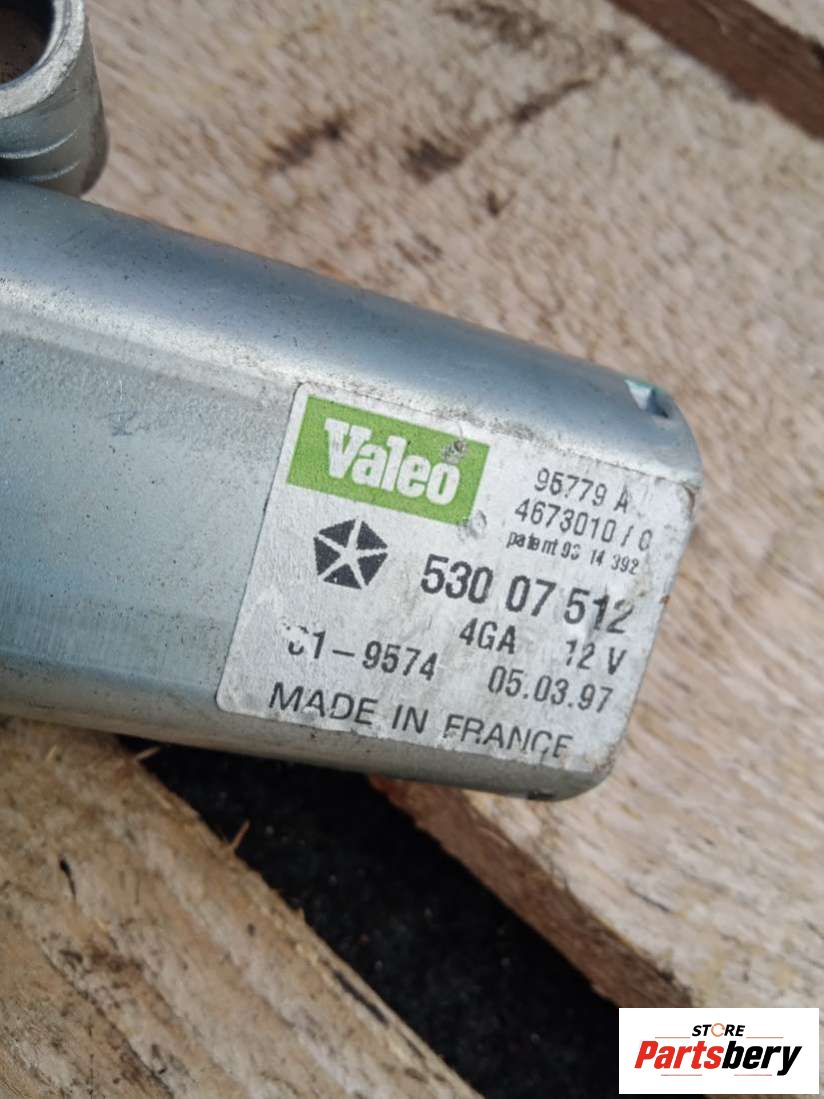 Valeo
95779 A
4673010 / C
patent 93 14 392
530 07 512
4GA 12 V
-9574 05.03.97
MADE IN FRANCE
STORE
Partsbery